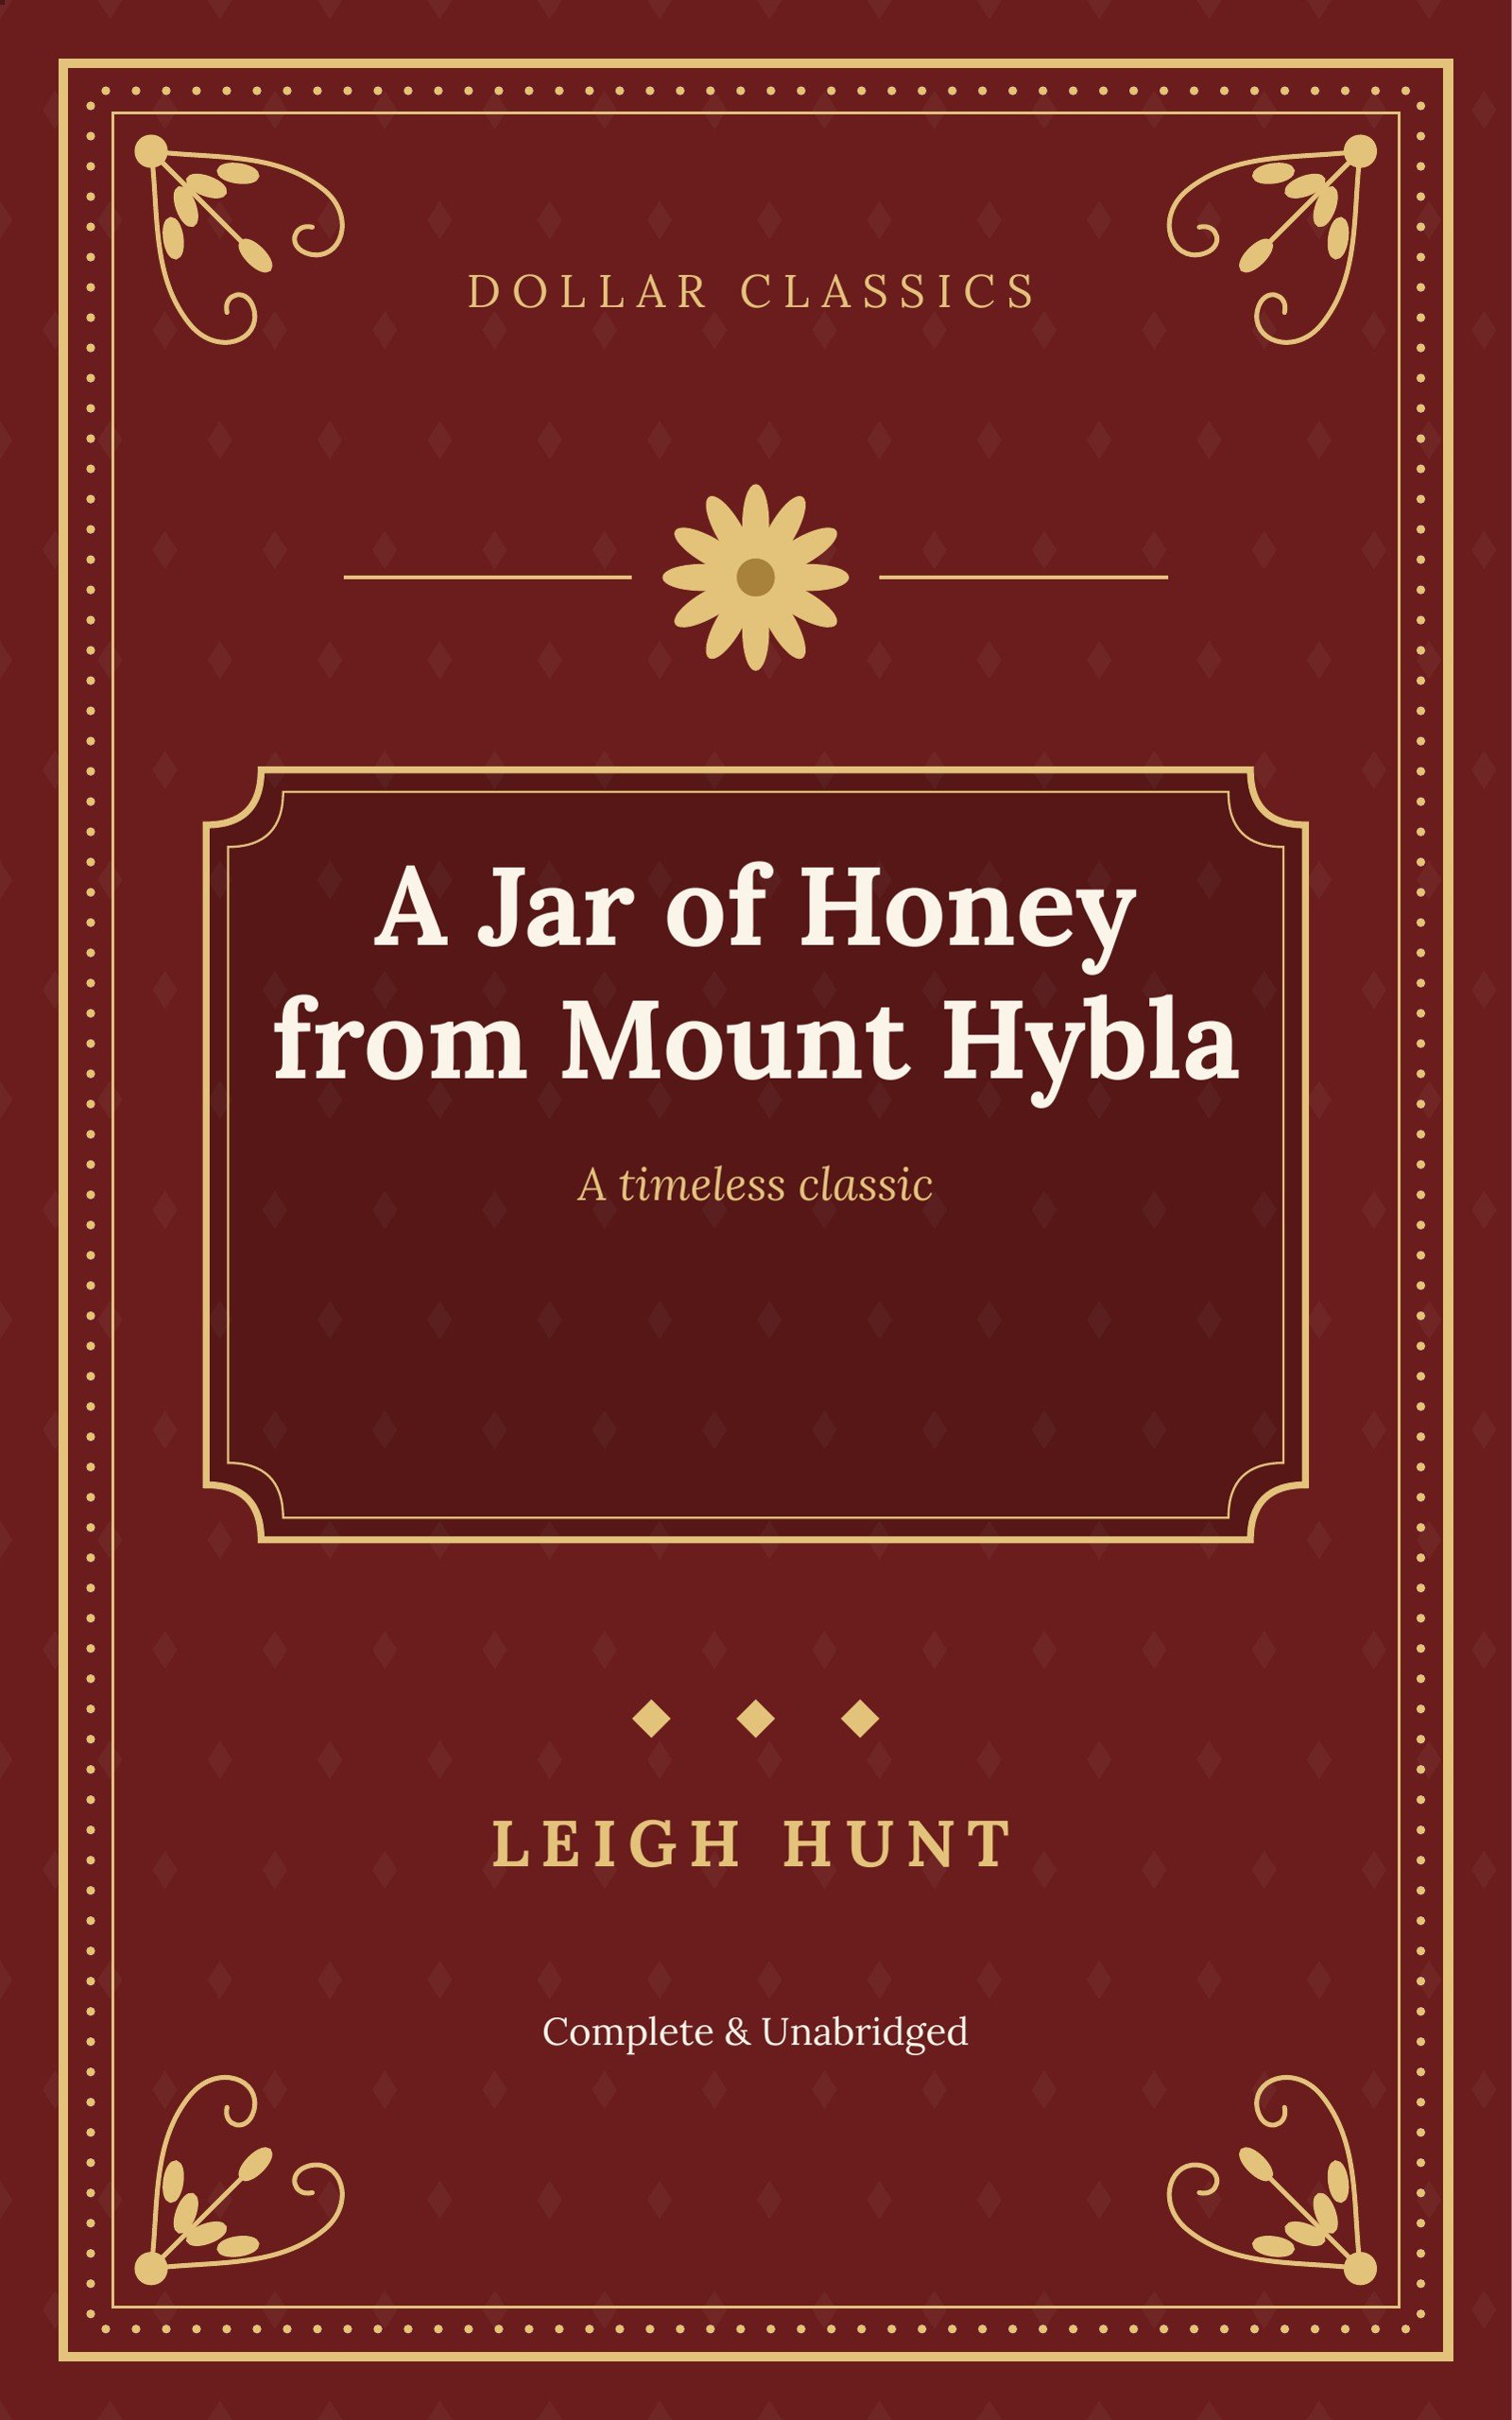 DOLLAR CLASSICS
A Jar of Honey
from Mount Hybla
A timeless classic
LEIGH HUNT
Complete & Unabridged